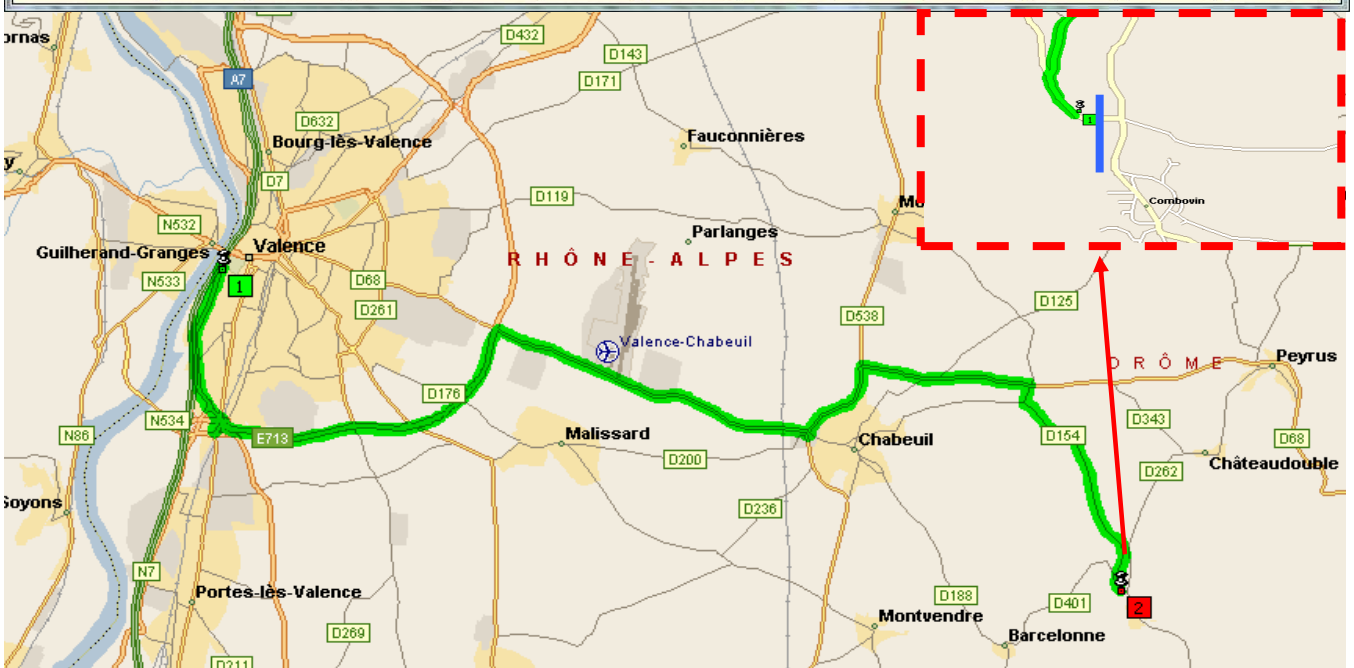 ornas
D432
D143
D171
A7
D632
Fauconnières
Bourg-lès-Valence
y
D7
1
Combovin
D119
Mo
N532
Parlanges
Guilherand-Granges
Valence
RHÔNE-ALPES
N533
1
D68
D125
D261
D538
Valence-Chabeuil
Peyrus
DRÔME
D176
D343
N534
Malissard
D154
D68
N86
E713
Chabeuil
D200
Châteaudouble
D262
Soyons
D236
N7
Portes-lès-Valence
D188
D401
2
Montvendre
D269
Barcelonne
D211